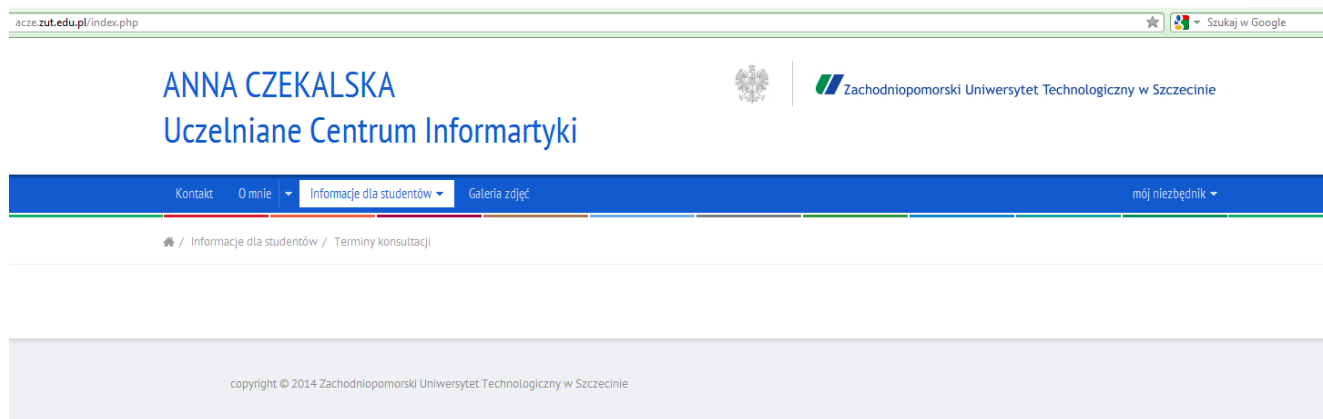 acze.zut.edu.pl/index.php Szukaj w Google
ANNA CZEKALSKA
Uczelniane Centrum Informartyki
Zachodniopomorski Uniwersytet Technologiczny w Szczecinie
Kontakt O mnie Informacje dla studentów Galeria zdjęć mój niezbędnik
/ Informacje dla studentów / Terminy konsultacji
copyright © 2014 Zachodniopomorski Uniwersytet Technologiczny w Szczecinie